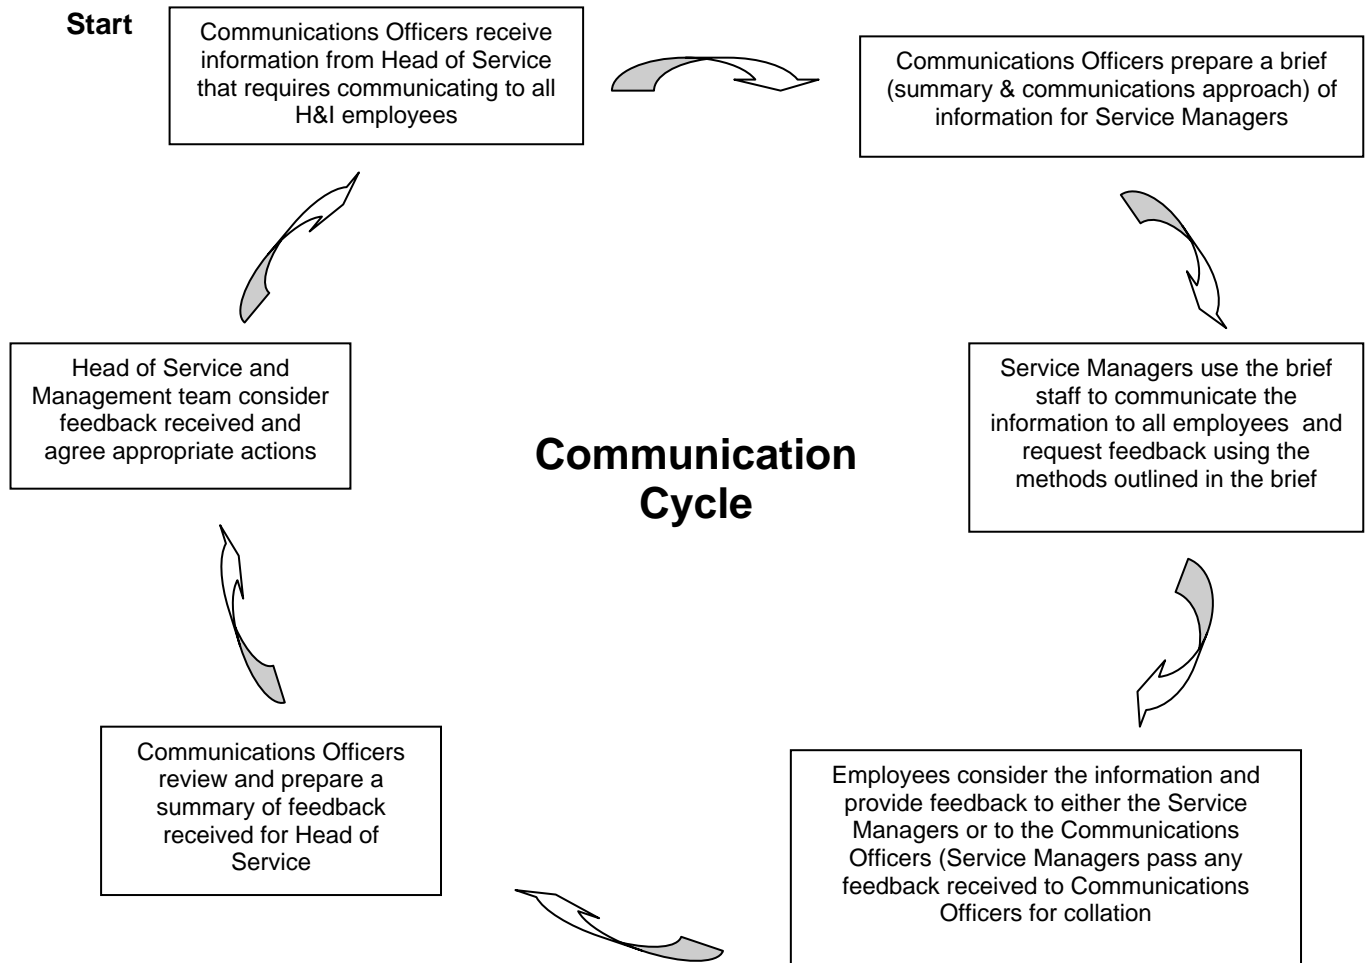 Start
Communications Officers receive
information from Head of Service
that requires communicating to all
H&I employees
Communications Officers prepare a brief
(summary & communications approach) of
information for Service Managers
Service Managers use the brief
staff to communicate the
information to all employees  and
request feedback using the
methods outlined in the brief
Employees consider the information and
provide feedback to either the Service
Managers or to the Communications
Officers (Service Managers pass any
feedback received to Communications
Officers for collation
Communications Officers
review and prepare a
summary of feedback
received for Head of
Service
Head of Service and
Management team consider
feedback received and
agree appropriate actions
Communication
Cycle